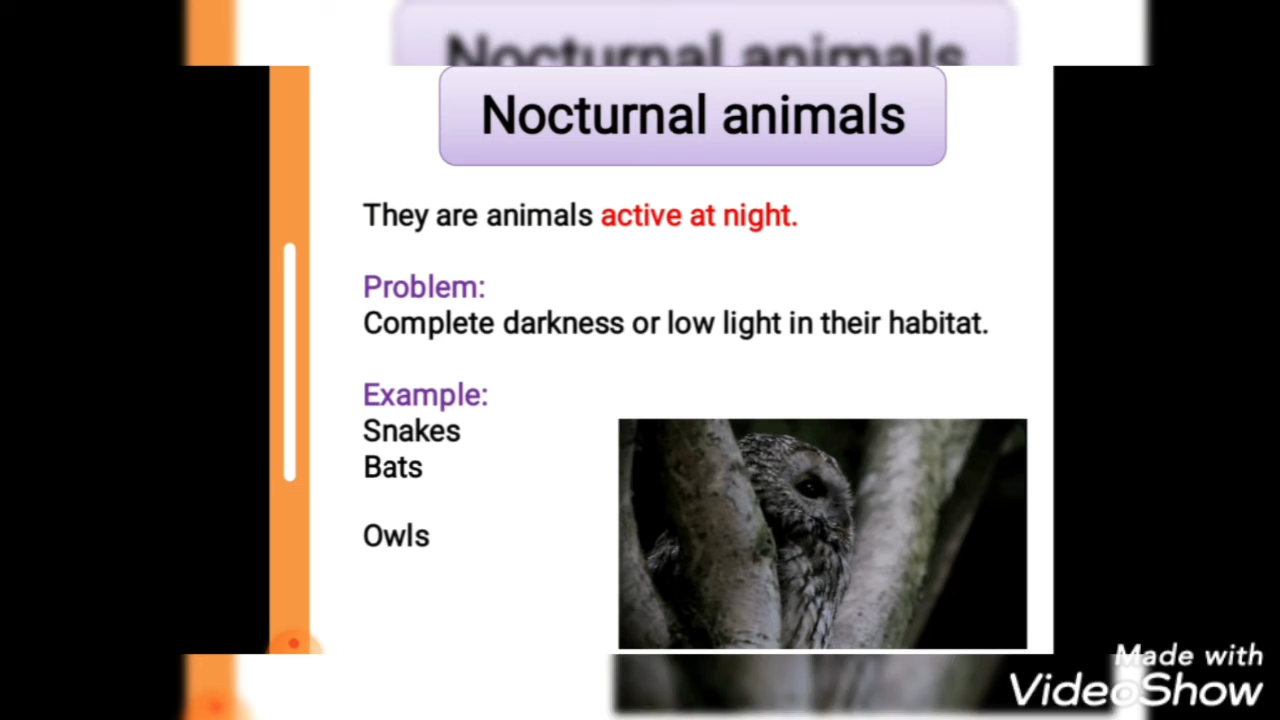 Nocturnal animals
Nocturnal animals
They are animals active at night.
Problem:
Complete darkness or low light in their habitat.
Example:
Snakes
Bats
Owls
Made with
VideoShow